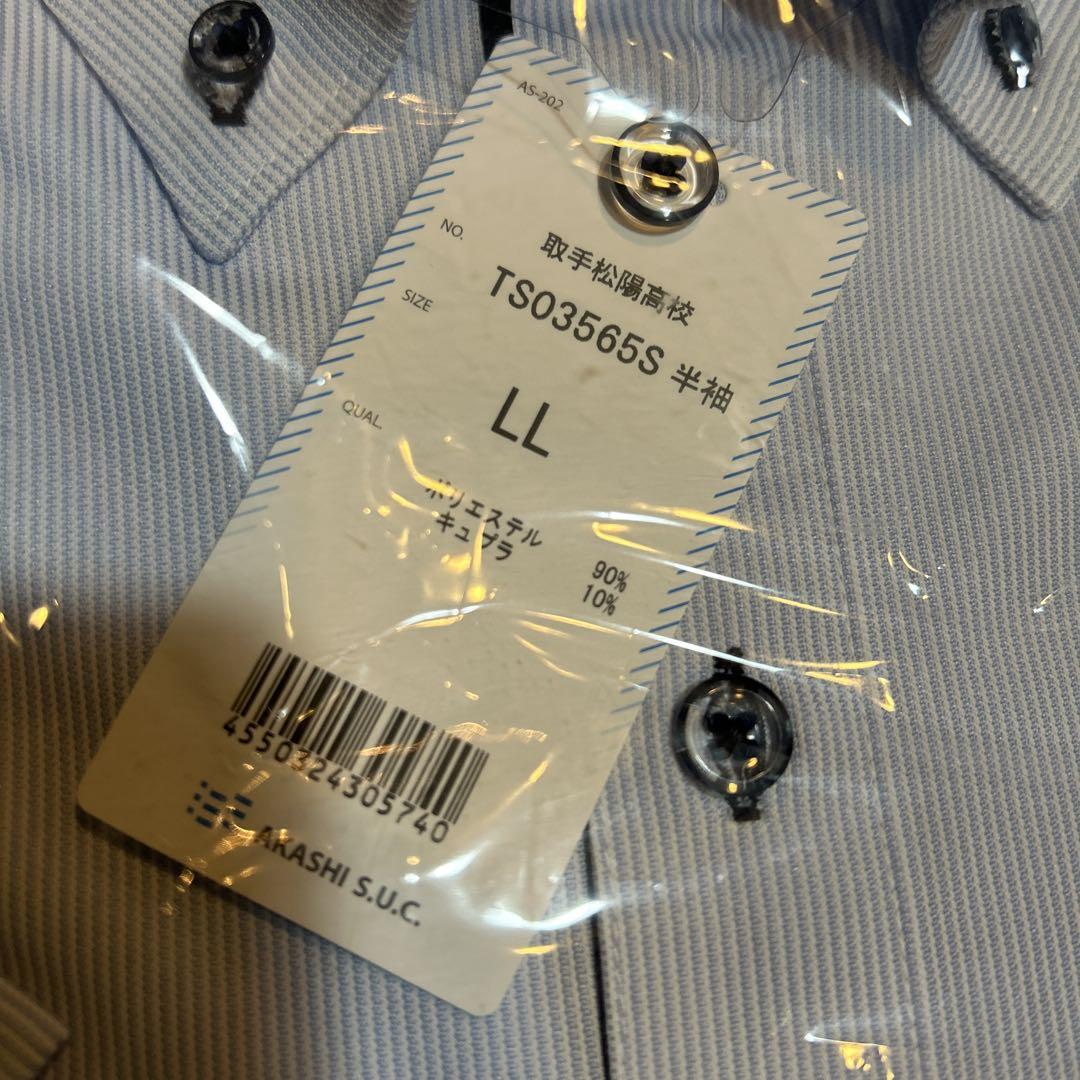 AS-202
取手松陽高校
NO. TS03565S 半袖
SIZE LL
QUAL.
ポリエステル 90%
キュプラ 10%
4550324305740
AKASHI S.U.C.